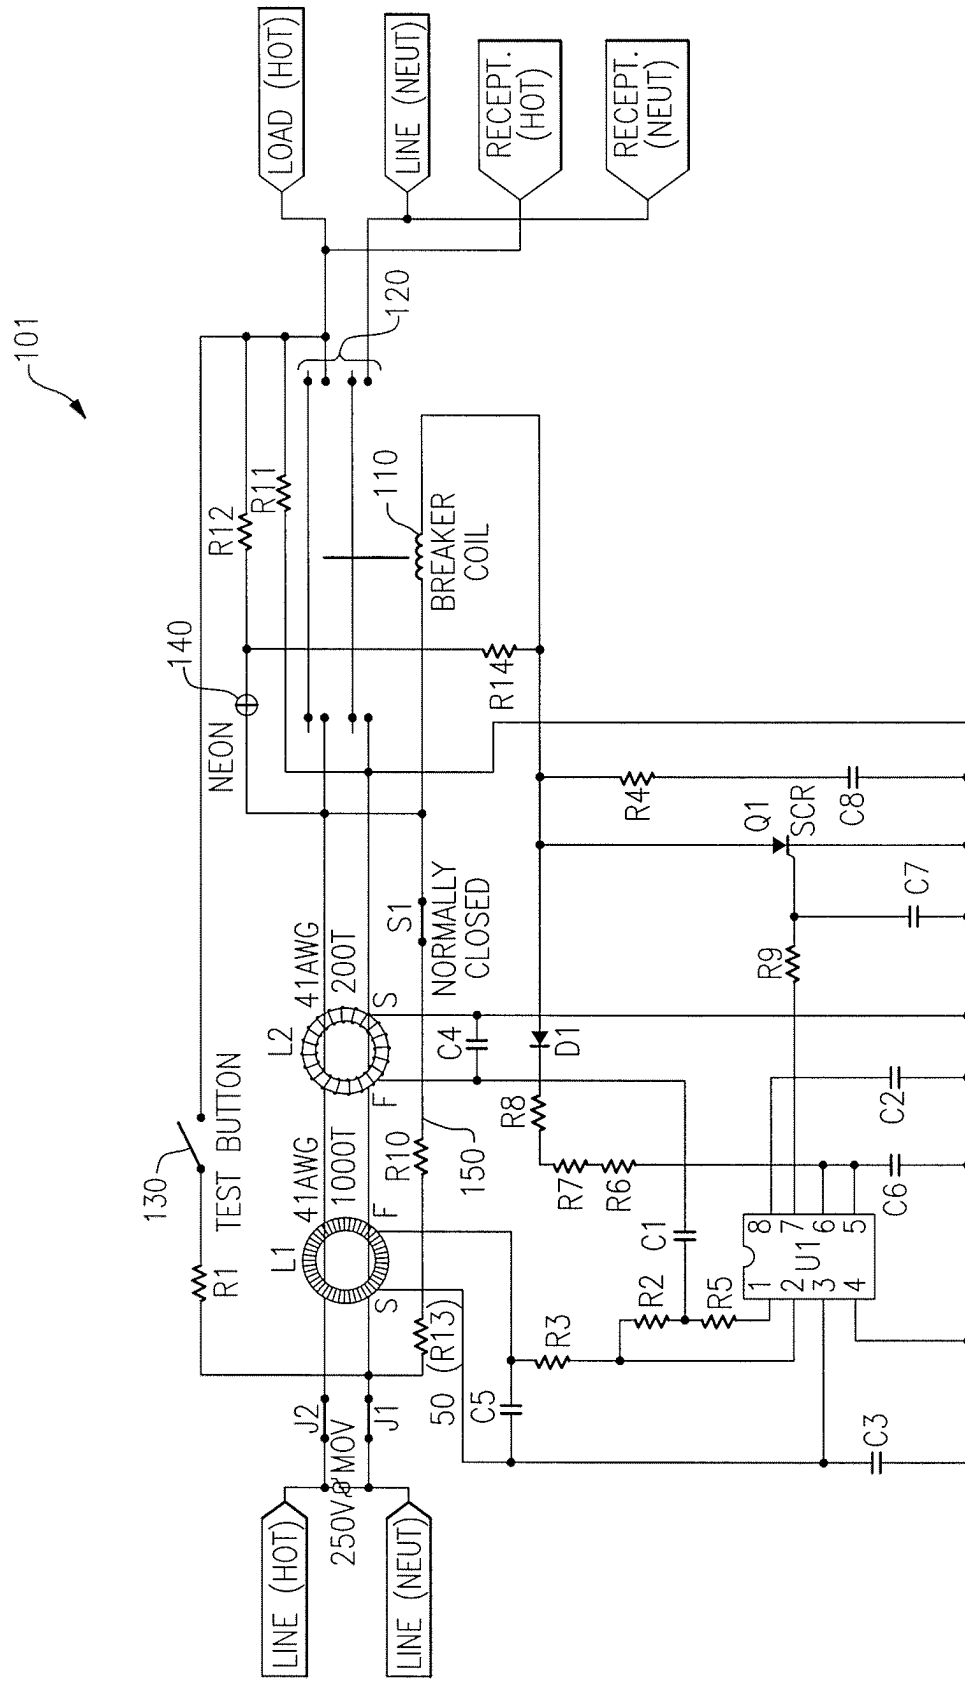 101
LOAD (HOT)
LINE (NEUT)
RECEPT.
(HOT)
RECEPT.
(NEUT)
120
R12
R11
110
BREAKER
COIL
140
NEON
R14
R4
C8
Q1
SCR
C7
R9
S1
NORMALLY
CLOSED
L2
41AWG
200T
S
F
C4
D1
R8
C2
130
TEST BUTTON
R1
L1
41AWG
1000T
F
S
R10
150
R7
R6
C6
C1
R2
R5
R3
8
7
6
5
U1
1
2
3
4
(R13)
50
C5
C3
J2
J1
250V
MOV
LINE (HOT)
LINE (NEUT)